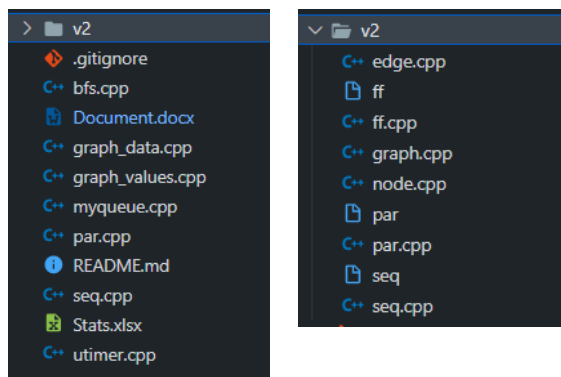 v2
.gitignore
bfs.cpp
Document.docx
graph_data.cpp
graph_values.cpp
myqueue.cpp
par.cpp
README.md
seq.cpp
Stats.xlsx
utimer.cpp
v2
edge.cpp
ff
ff.cpp
graph.cpp
node.cpp
par
par.cpp
seq
seq.cpp